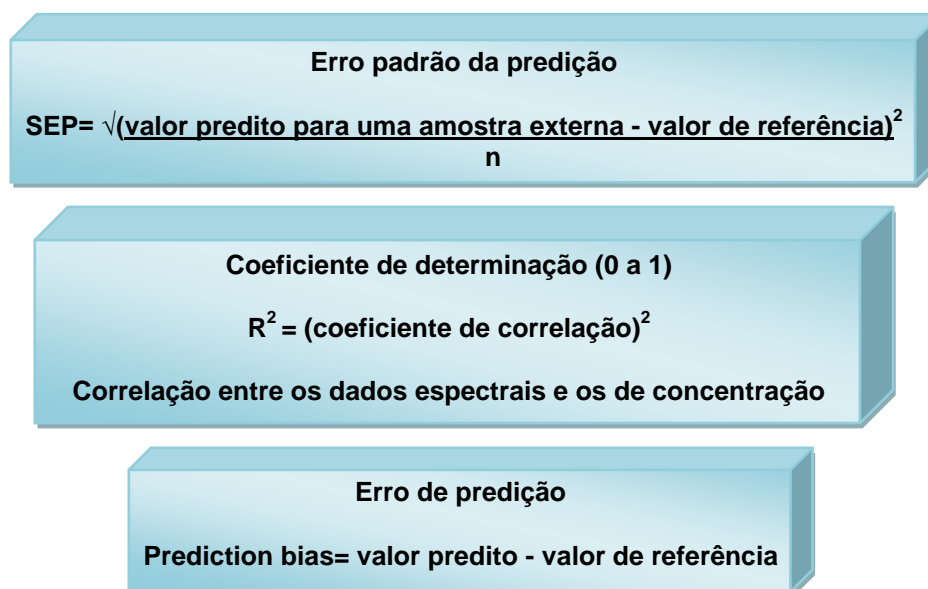 Erro padrão da predição
SEP= √(valor predito para uma amostra externa - valor de referência)²
n
Coeficiente de determinação (0 a 1)
R² = (coeficiente de correlação)²
Correlação entre os dados espectrais e os de concentração
Erro de predição
Prediction bias= valor predito - valor de referência